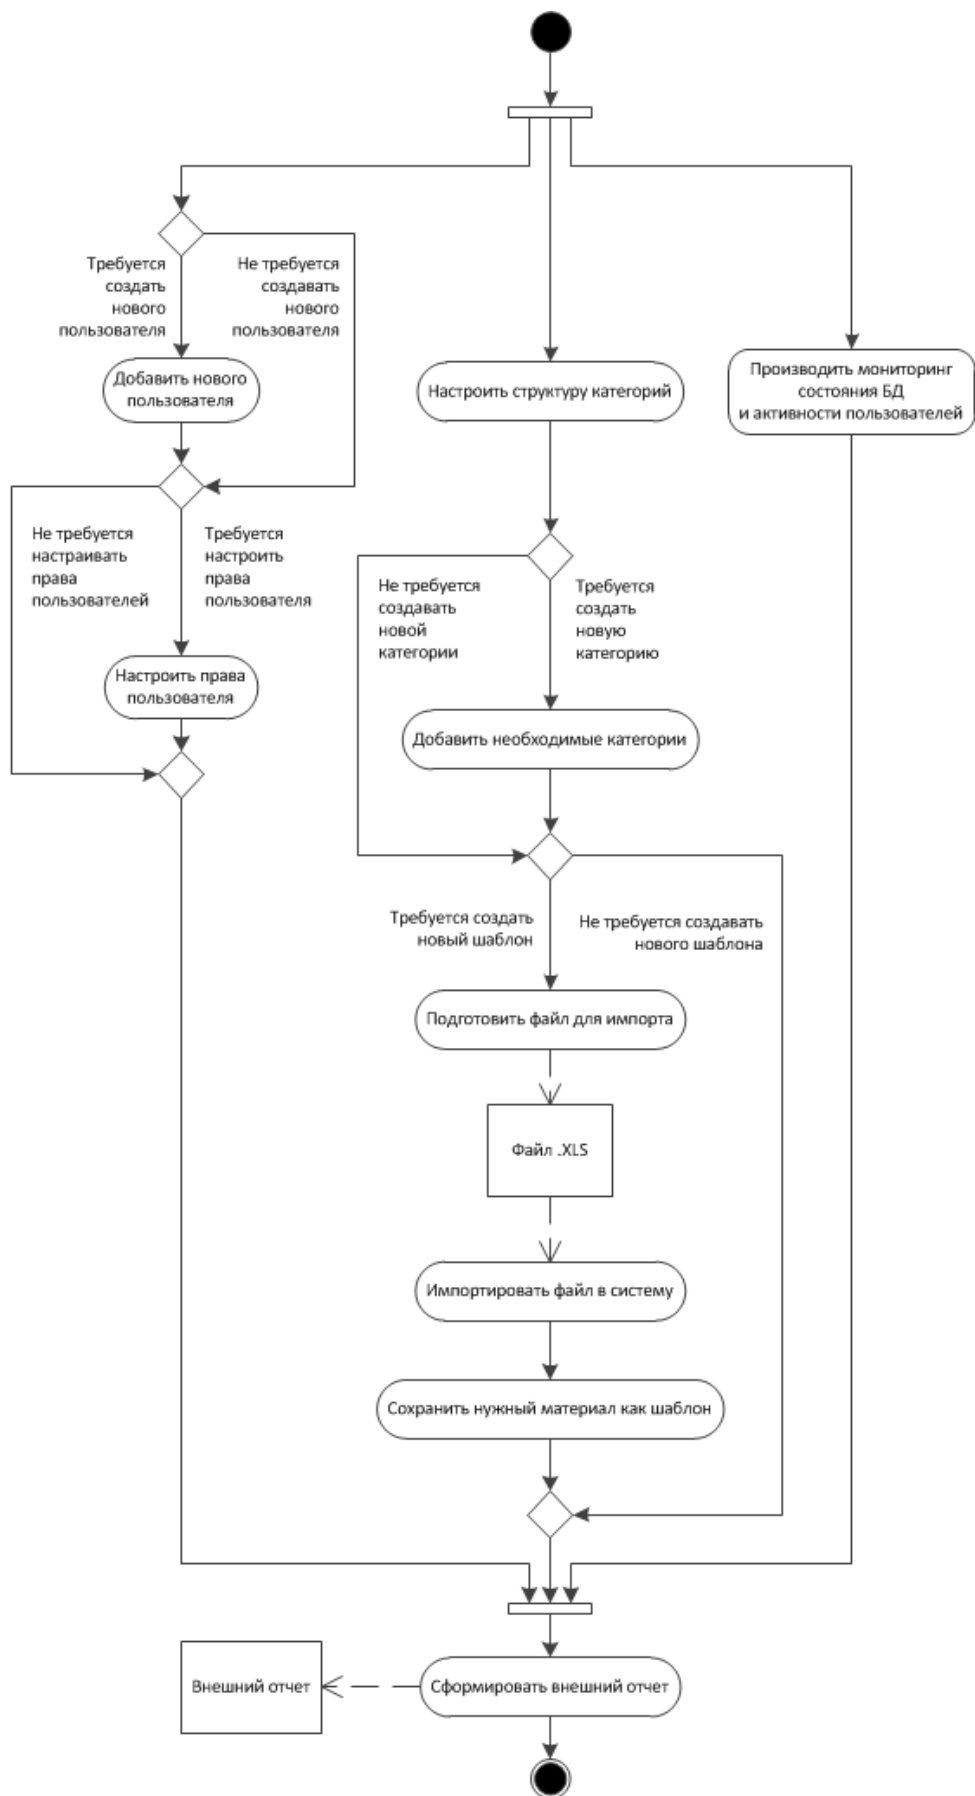 Требуется
создать
нового
пользователя
Не требуется
создавать
нового
пользователя
Добавить нового
пользователя
Настроить структуру категорий
Производить мониторинг
состояния БД
и активности пользователей
Не требуется
настраивать
права
пользователей
Требуется
настроить
права
пользователя
Не требуется
создавать
новой
категории
Требуется
создать
новую
категорию
Настроить права
пользователя
Добавить необходимые категории
Требуется создать
новый шаблон
Не требуется создавать
нового шаблона
Подготовить файл для импорта
Файл .XLS
Импортировать файл в систему
Сохранить нужный материал как шаблон
Внешний отчет
Сформировать внешний отчет